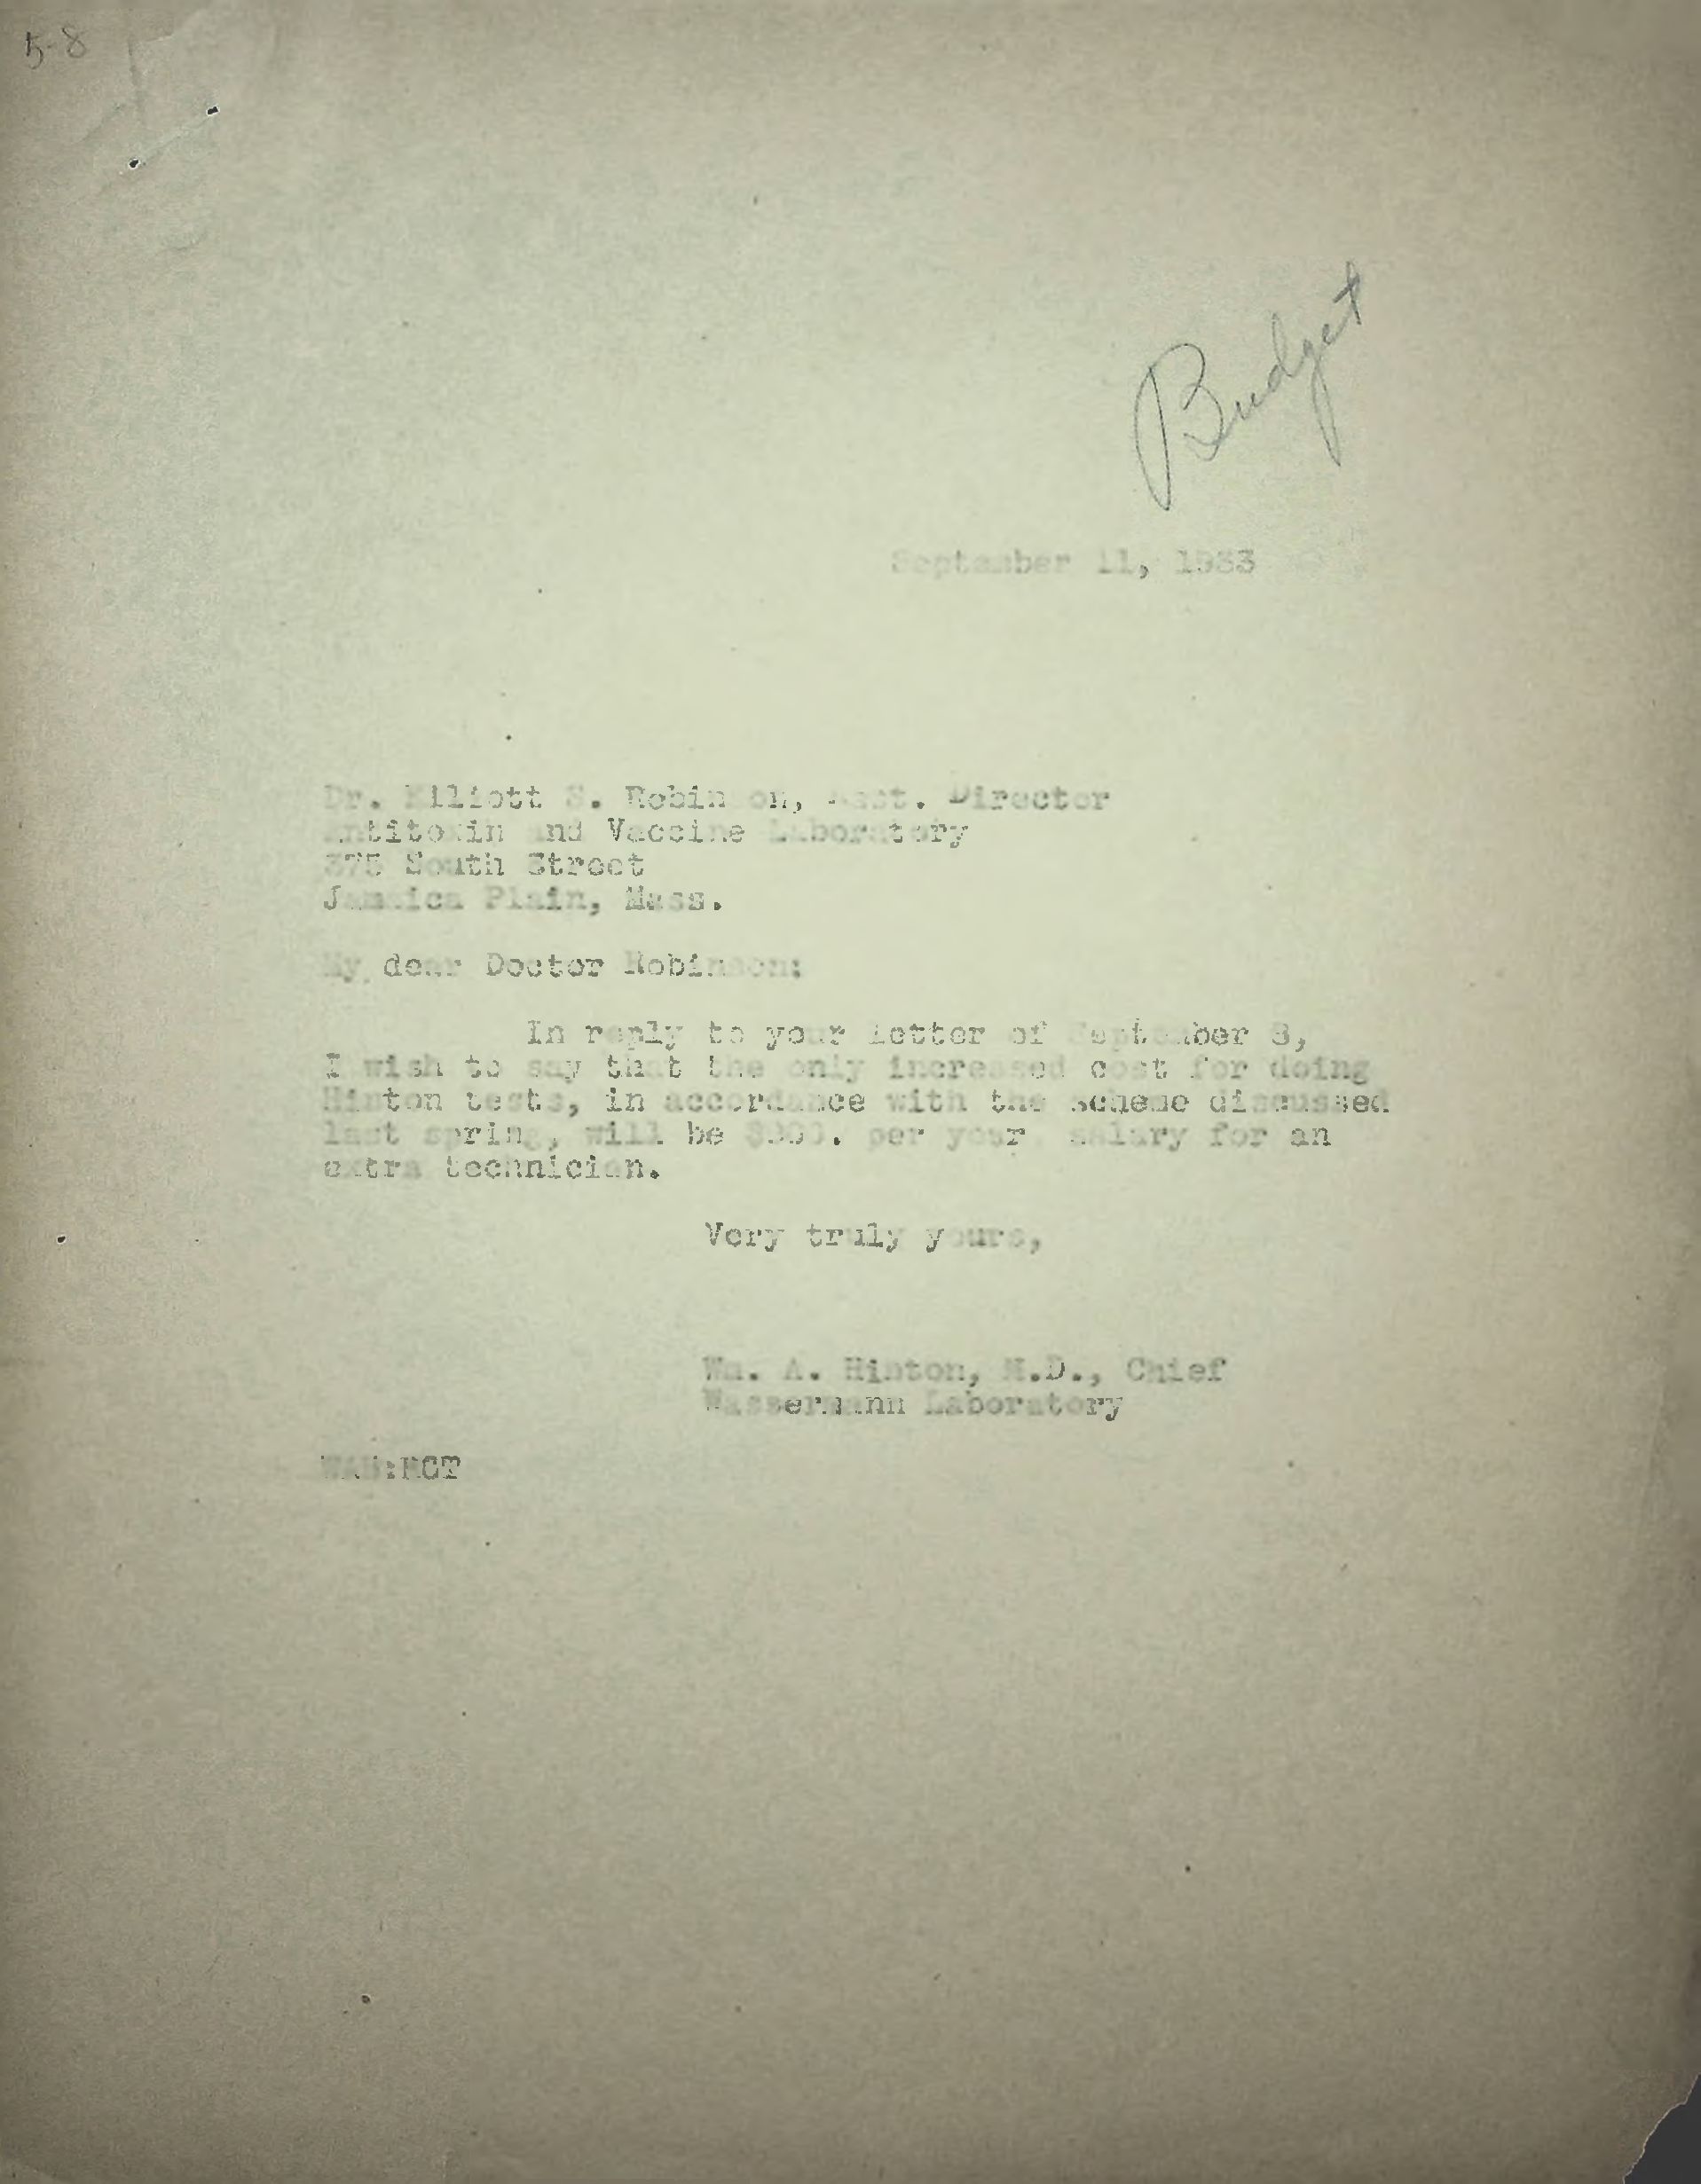 5-8
Budget
September 11, 1933
Dr. Elliott S. Robinson, Asst. Director
Antitoxin and Vaccine Laboratory
375 South Street
Jamaica Plain, Mass.
My dear Doctor Robinson:
In reply to your letter of September 8,
I wish to say that the only increased cost for doing
Hinton tests, in accordance with the scheme discussed
last spring, will be per year salary for an
extra technician.
Very truly yours,
Wm. A. Hinton, M.D., Chief
Wassermann Laboratory